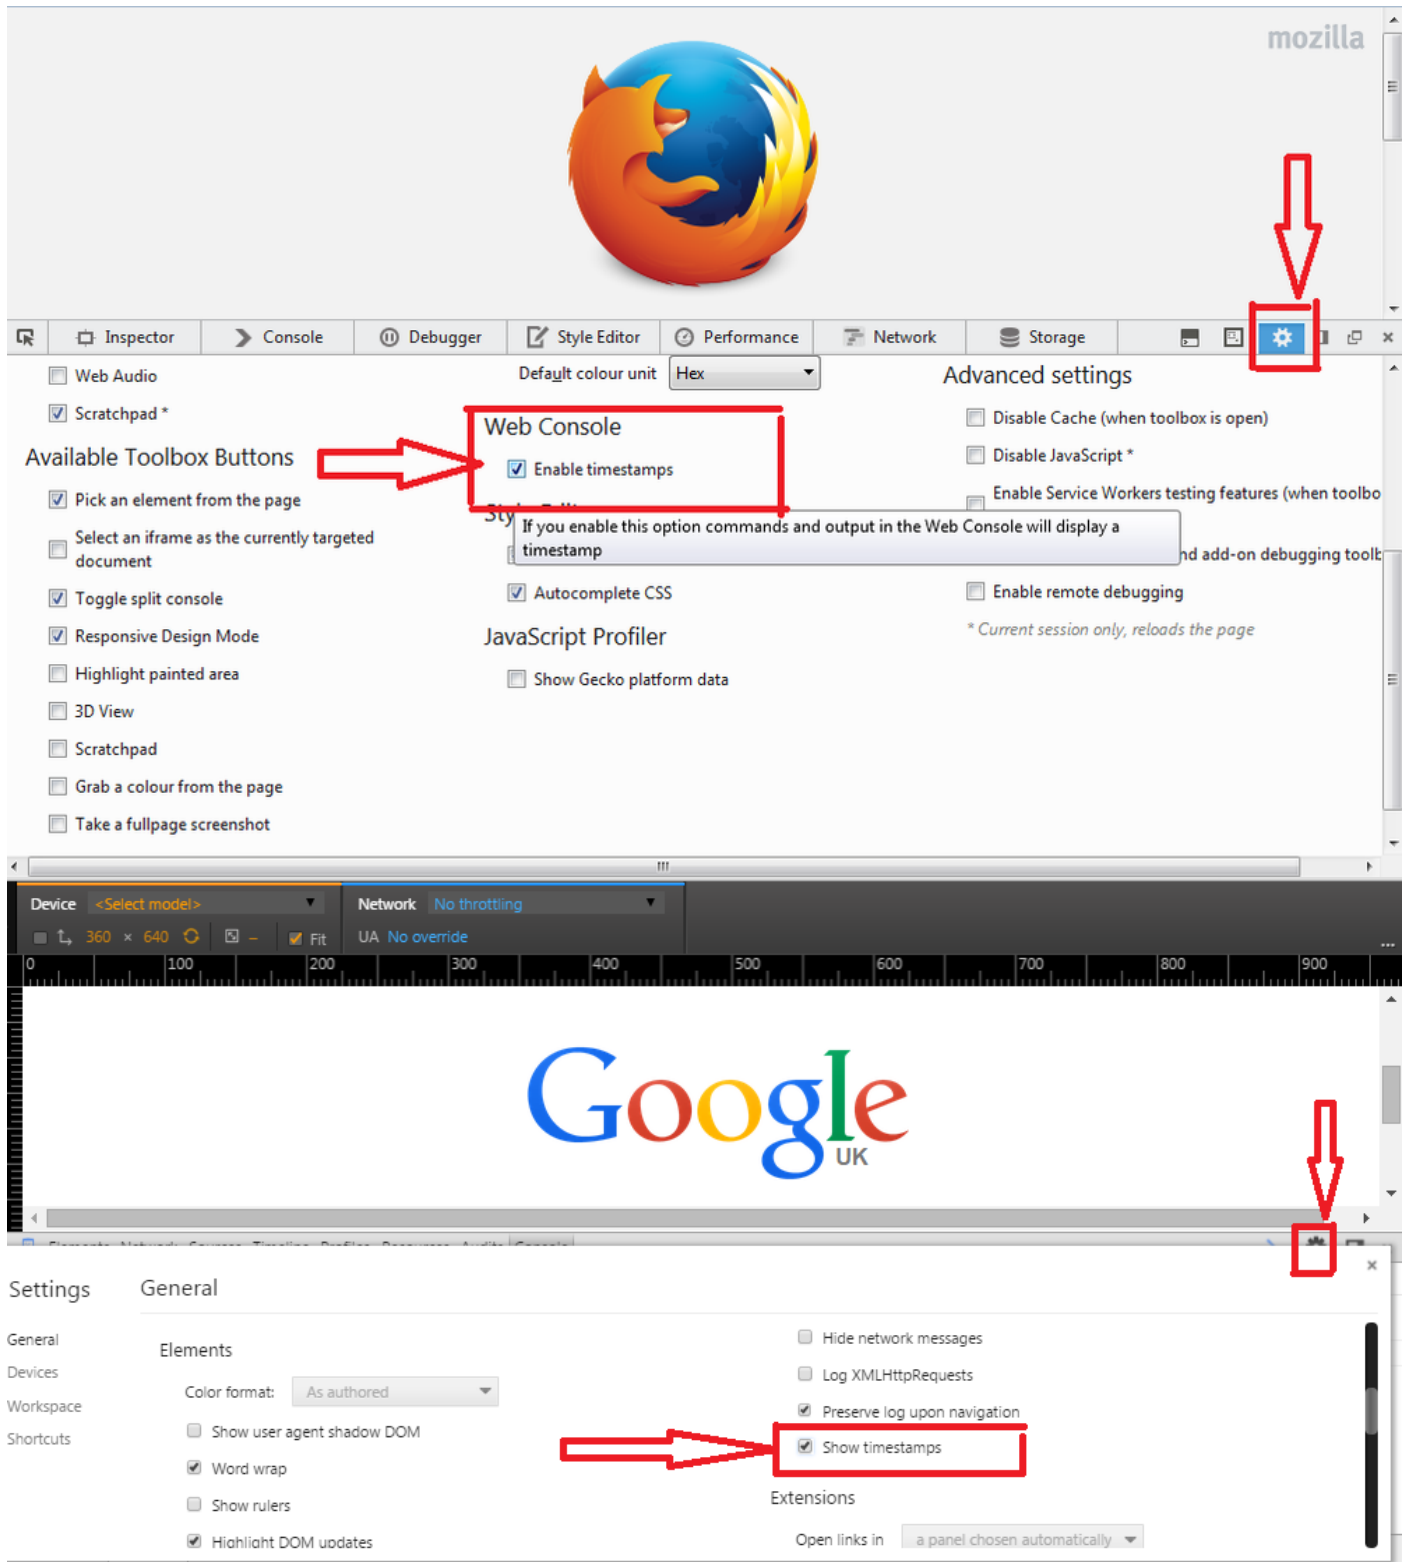 mozilla
Inspector
Console
Debugger
Style Editor
Performance
Network
Storage
Web Audio
Scratchpad *
Available Toolbox Buttons
Pick an element from the page
Select an iframe as the currently targeted
document
Toggle split console
Responsive Design Mode
Highlight painted area
3D View
Scratchpad
Grab a colour from the page
Take a fullpage screenshot
Default colour unit Hex
Web Console
Enable timestamps
If you enable this option commands and output in the Web Console will display a
timestamp
Autocomplete CSS
JavaScript Profiler
Show Gecko platform data
Advanced settings
Disable Cache (when toolbox is open)
Disable JavaScript *
Enable Service Workers testing features (when toolbo
nd add-on debugging toolb
Enable remote debugging
* Current session only, reloads the page
Device <Select model>
Network No throttling
360 × 640
Fit
UA No override
...
0 100 200 300 400 500 600 700 800 900
Google
UK
Elements Network Sources Timeline Profiles Resources Audits Console
Settings
General
Devices
Workspace
Shortcuts
General
Elements
Color format: As authored
Show user agent shadow DOM
Word wrap
Show rulers
Highlight DOM updates
Hide network messages
Log XMLHttpRequests
Preserve log upon navigation
Show timestamps
Extensions
Open links in a panel chosen automatically